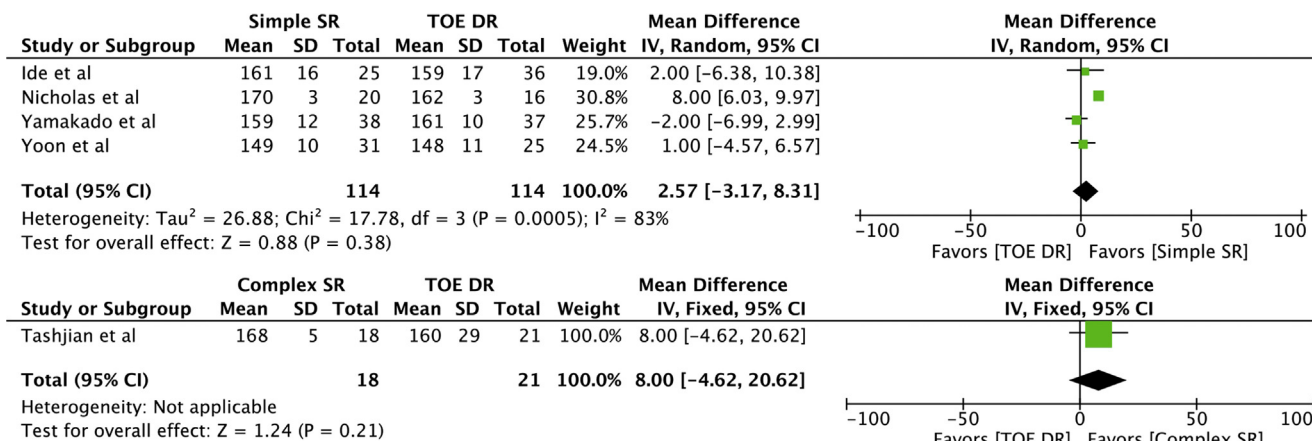 Simple SR TOE DR Mean Difference Mean Difference
Study or Subgroup Mean SD Total Mean SD Total Weight IV, Random, 95% CI IV, Random, 95% CI
Ide et al 161 16 25 159 17 36 19.0% 2.00 [−6.38, 10.38]
Nicholas et al 170 3 20 162 3 16 30.8% 8.00 [6.03, 9.97]
Yamakado et al 159 12 38 161 10 37 25.7% −2.00 [−6.99, 2.99]
Yoon et al 149 10 31 148 11 25 24.5% 1.00 [−4.57, 6.57]
Total (95% CI) 114 114 100.0% 2.57 [−3.17, 8.31]
Heterogeneity: Tau² = 26.88; Chi² = 17.78, df = 3 (P = 0.0005); I² = 83%
Test for overall effect: Z = 0.88 (P = 0.38)
−100 −50 0 50 100
Favors [TOE DR] Favors [Simple SR]
Complex SR TOE DR Mean Difference Mean Difference
Study or Subgroup Mean SD Total Mean SD Total Weight IV, Fixed, 95% CI IV, Fixed, 95% CI
Tashjian et al 168 5 18 160 29 21 100.0% 8.00 [−4.62, 20.62]
Total (95% CI) 18 21 100.0% 8.00 [−4.62, 20.62]
Heterogeneity: Not applicable
Test for overall effect: Z = 1.24 (P = 0.21)
−100 −50 0 50 100
Favors [TOE DR] Favors [Complex SR]